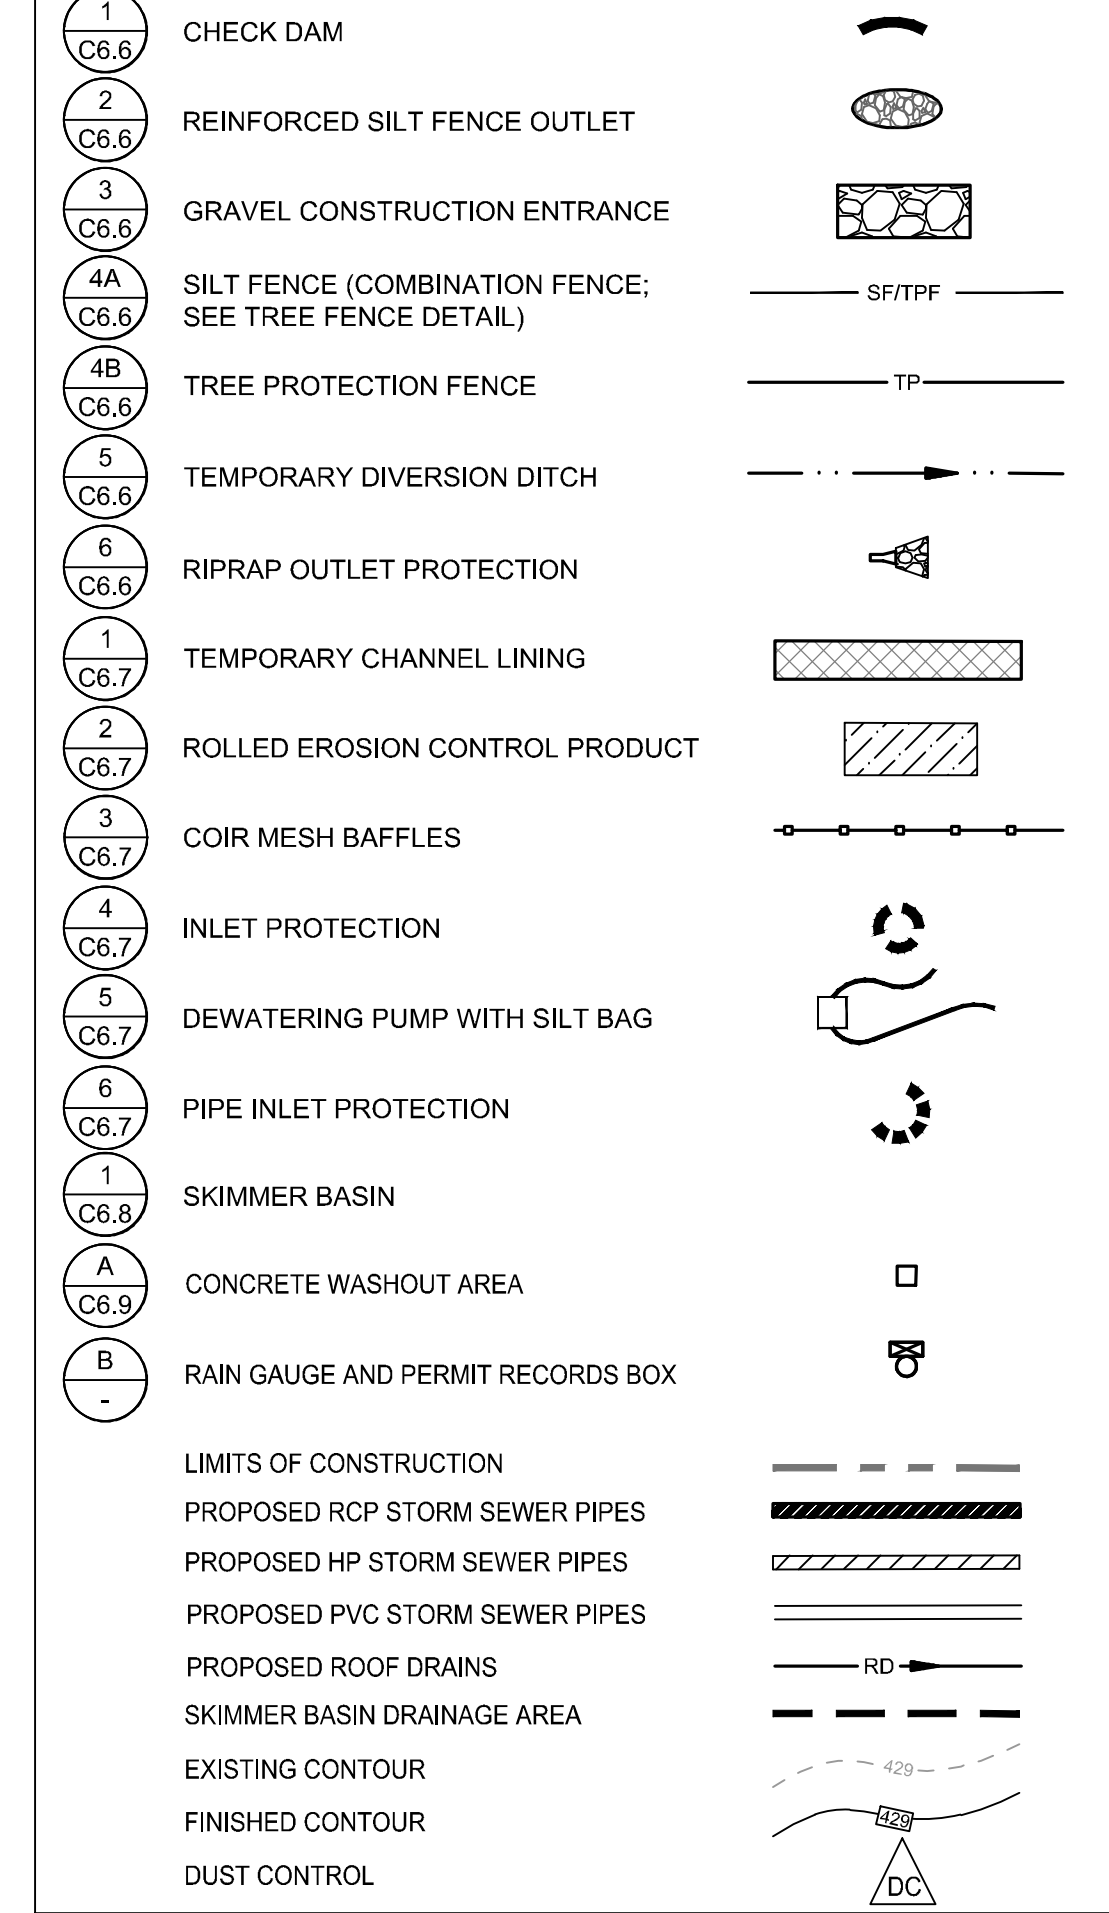 1
C6.6
CHECK DAM
2
C6.6
REINFORCED SILT FENCE OUTLET
3
C6.6
GRAVEL CONSTRUCTION ENTRANCE
4A
C6.6
SILT FENCE (COMBINATION FENCE;
SEE TREE FENCE DETAIL)
SF/TPF
4B
C6.6
TREE PROTECTION FENCE
TP
5
C6.6
TEMPORARY DIVERSION DITCH
6
C6.6
RIPRAP OUTLET PROTECTION
1
C6.7
TEMPORARY CHANNEL LINING
2
C6.7
ROLLED EROSION CONTROL PRODUCT
3
C6.7
COIR MESH BAFFLES
4
C6.7
INLET PROTECTION
5
C6.7
DEWATERING PUMP WITH SILT BAG
6
C6.7
PIPE INLET PROTECTION
1
C6.8
SKIMMER BASIN
A
C6.9
CONCRETE WASHOUT AREA
B
-
RAIN GAUGE AND PERMIT RECORDS BOX
LIMITS OF CONSTRUCTION
PROPOSED RCP STORM SEWER PIPES
PROPOSED HP STORM SEWER PIPES
PROPOSED PVC STORM SEWER PIPES
PROPOSED ROOF DRAINS
RD
SKIMMER BASIN DRAINAGE AREA
EXISTING CONTOUR
429
FINISHED CONTOUR
429
DUST CONTROL
DC